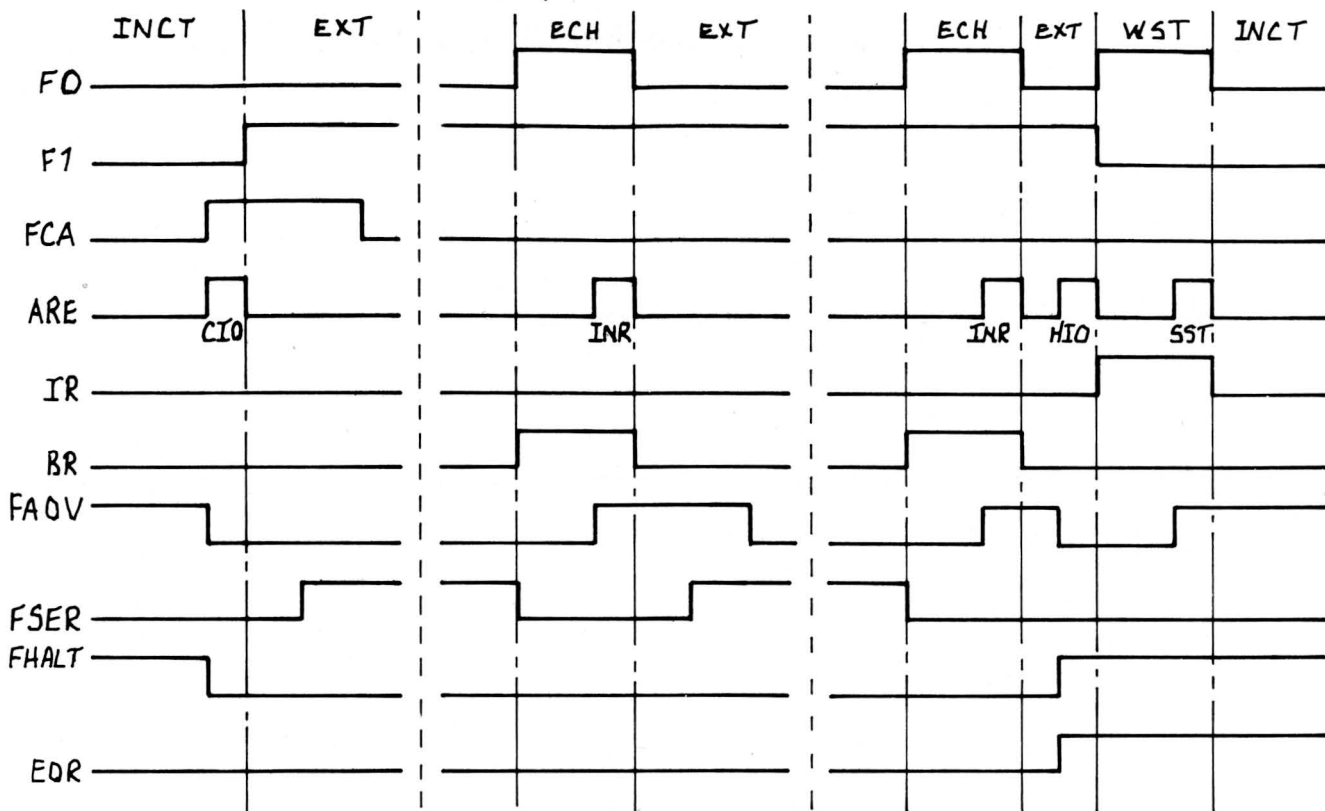 INCT EXT ECH EXT ECH EXT WST INCT
FO
F1
FCA
ARE
CIO INR INR HIO SST
IR
BR
FAOV
FSER
FHALT
EOR